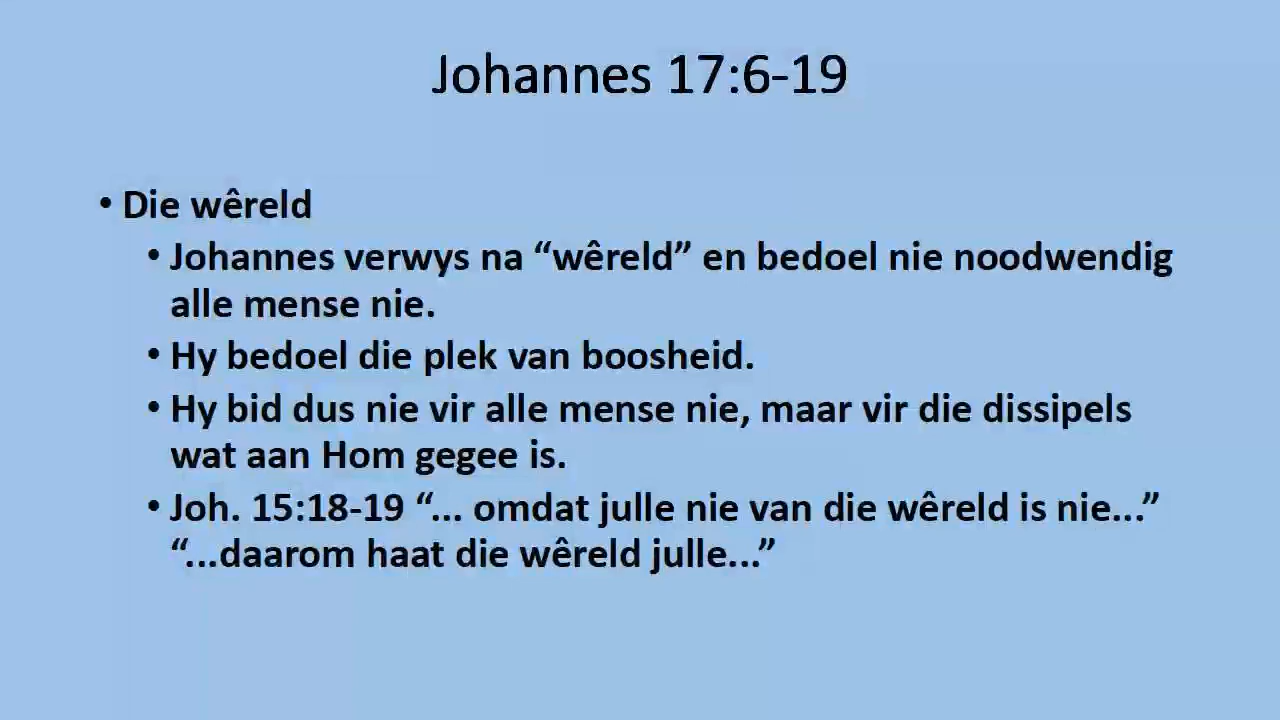 Johannes 17:6-19
• Die wêreld
• Johannes verwys na “wêreld” en bedoel nie noodwendig
alle mense nie.
• Hy bedoel die plek van boosheid.
• Hy bid dus nie vir alle mense nie, maar vir die dissipels
wat aan Hom gegee is.
• Joh. 15:18-19 “... omdat julle nie van die wêreld is nie...”
“...daarom haat die wêreld julle...”